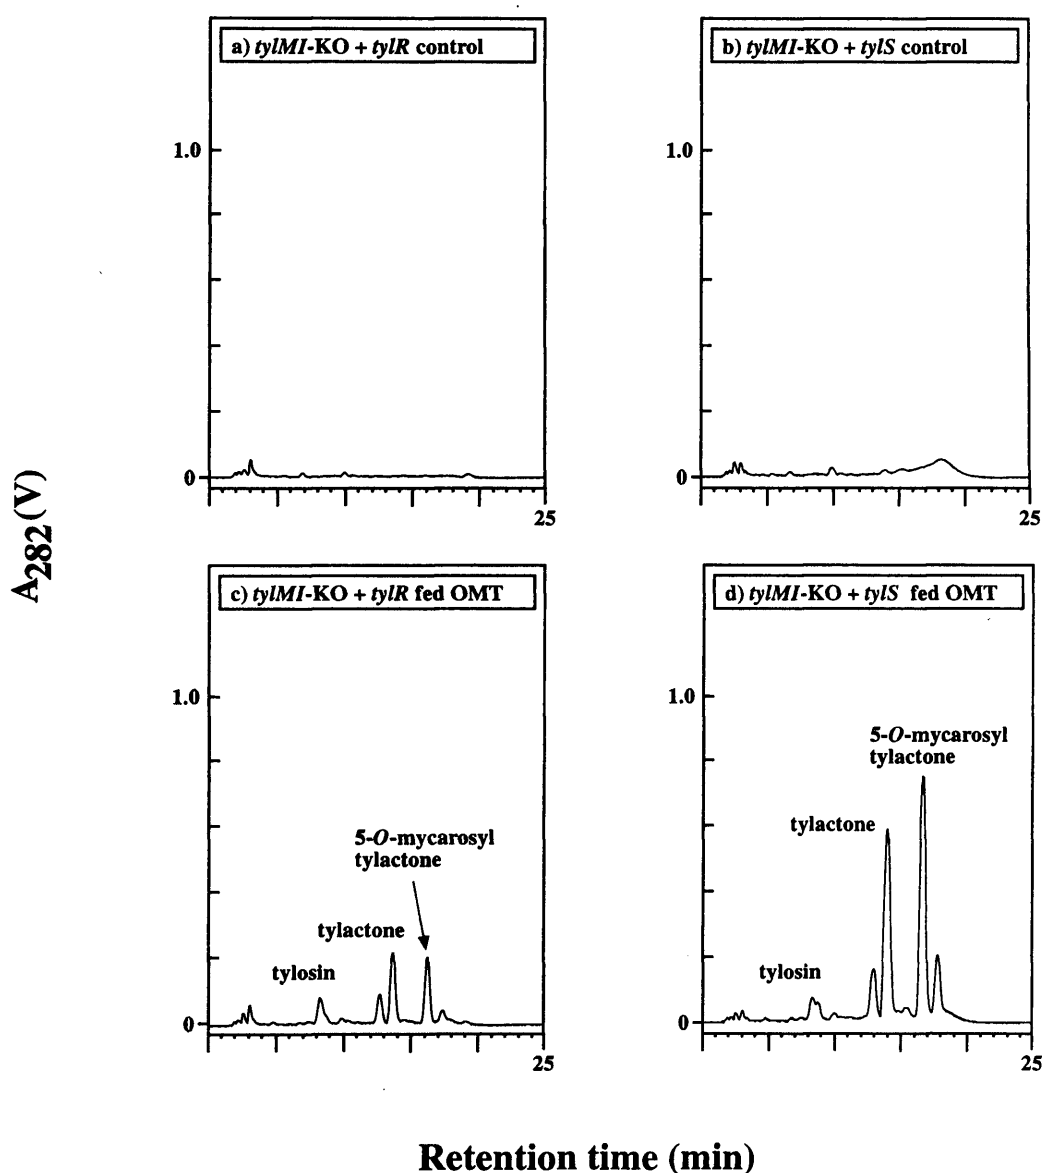 a) tylMI-KO + tylR control
b) tylMI-KO + tylS control
1.0
1.0
0
0
25
25
A282(V)
c) tylMI-KO + tylR fed OMT
d) tylMI-KO + tylS fed OMT
1.0
1.0
5-O-mycarosyl
tylactone
5-O-mycarosyl
tylactone
tylactone
tylactone
tylosin
tylosin
0
0
25
25
Retention time (min)